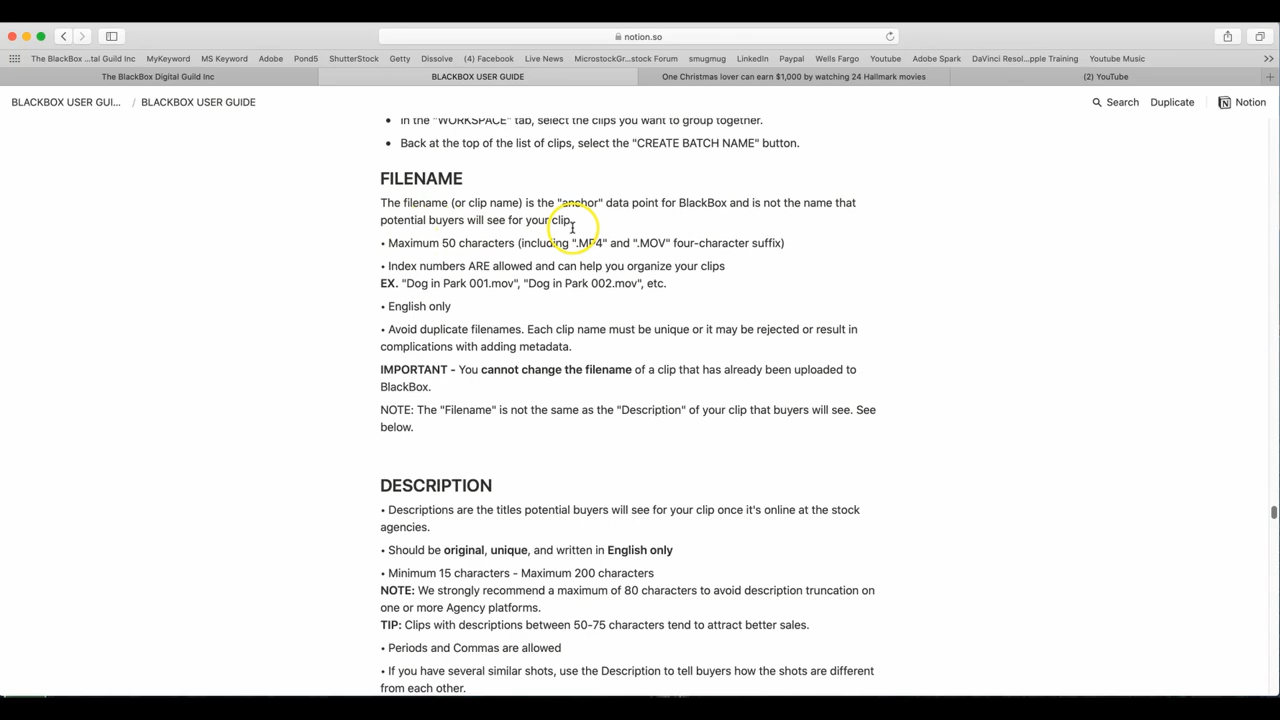 notion.so
The BlackBox ...tal Guild Inc MyKeyword MS Keyword Adobe Pond5 ShutterStock Getty Dissolve (4) Facebook Live News MicrostockGr...stock Forum smugmug LinkedIn Paypal Wells Fargo Youtube Adobe Spark DaVinci Resol...pple Training Youtube Music
The BlackBox Digital Guild Inc BLACKBOX USER GUIDE One Christmas lover can earn $1,000 by watching 24 Hallmark movies (2) YouTube
BLACKBOX USER GUI... / BLACKBOX USER GUIDE Search Duplicate Notion
• In the "WORKSPACE" tab, select the clips you want to group together.
• Back at the top of the list of clips, select the "CREATE BATCH NAME" button.
FILENAME
The filename (or clip name) is the "anchor" data point for BlackBox and is not the name that
potential buyers will see for your clip.
• Maximum 50 characters (including ".MP4" and ".MOV" four-character suffix)
• Index numbers ARE allowed and can help you organize your clips
EX. "Dog in Park 001.mov", "Dog in Park 002.mov", etc.
• English only
• Avoid duplicate filenames. Each clip name must be unique or it may be rejected or result in
complications with adding metadata.
IMPORTANT - You cannot change the filename of a clip that has already been uploaded to
BlackBox.
NOTE: The "Filename" is not the same as the "Description" of your clip that buyers will see. See
below.
DESCRIPTION
• Descriptions are the titles potential buyers will see for your clip once it's online at the stock
agencies.
• Should be original, unique, and written in English only
• Minimum 15 characters - Maximum 200 characters
NOTE: We strongly recommend a maximum of 80 characters to avoid description truncation on
one or more Agency platforms.
TIP: Clips with descriptions between 50-75 characters tend to attract better sales.
• Periods and Commas are allowed
• If you have several similar shots, use the Description to tell buyers how the shots are different
from each other.